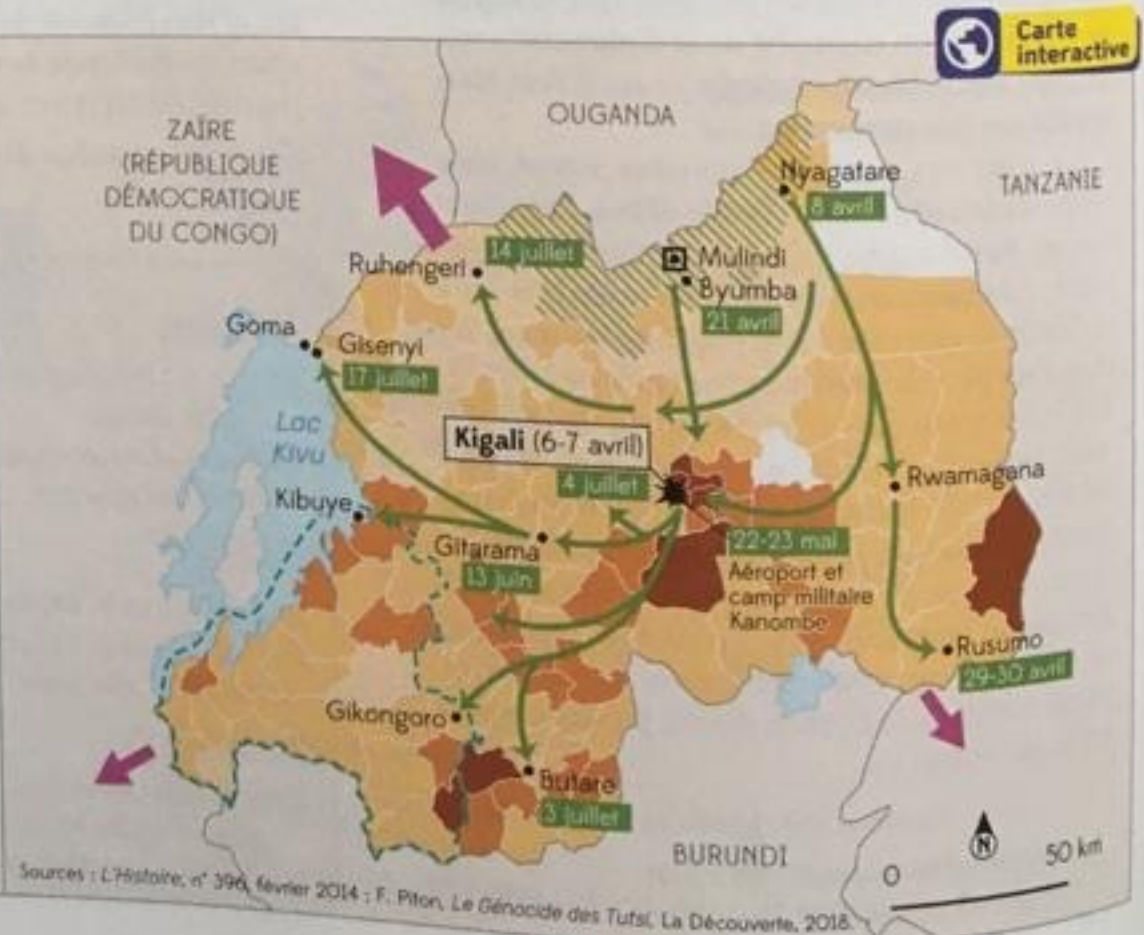 Carte
interactive
ZAÏRE
(RÉPUBLIQUE
DÉMOCRATIQUE
DU CONGO)
OUGANDA
TANZANIE
Nyagatare
8 avril
14 juillet
Ruhengeri
Mulindi
Byumba
21 avril
Goma
Gisenyi
17 juillet
Lac
Kivu
Kigali (6-7 avril)
4 juillet
Rwamagana
Kibuye
Gitarama
13 juin
22-23 mai
Aéroport et
camp militaire
Kanombe
Rusumo
29-30 avril
Gikongoro
Butare
3 juillet
BURUNDI
N
0 50 km
Sources : L'Histoire, n° 396, février 2014 ; F. Piton, Le Génocide des Tutsi, La Découverte, 2018.